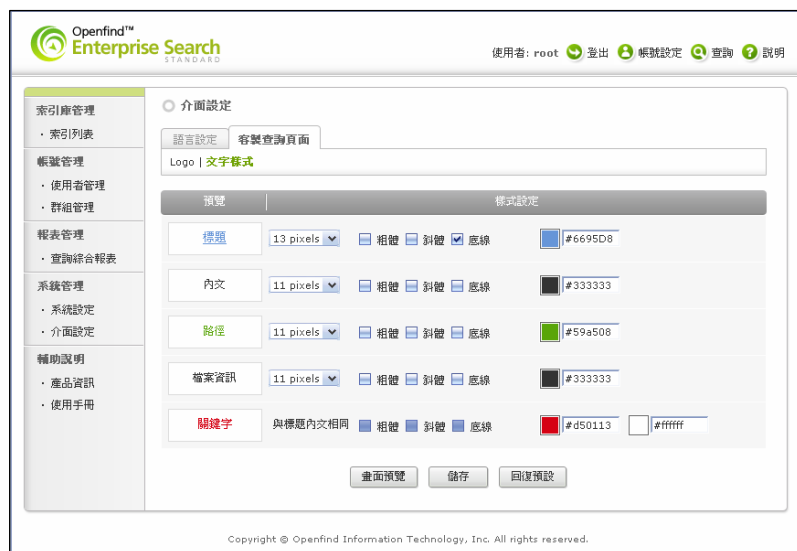 Openfind™
Enterprise Search
STANDARD
使用者: root 登出 帳號設定 查詢 說明
索引庫管理
・索引列表
帳號管理
・使用者管理
・群組管理
報表管理
・查詢綜合報表
系統管理
・系統設定
・介面設定
輔助說明
・產品資訊
・使用手冊
介面設定
語言設定 客製查詢頁面
Logo | 文字樣式
預覽 樣式設定
標題 13 pixels 粗體 斜體 底線 #6695D8
內文 11 pixels 粗體 斜體 底線 #333333
路徑 11 pixels 粗體 斜體 底線 #59a508
檔案資訊 11 pixels 粗體 斜體 底線 #333333
關鍵字 與標題內文相同 粗體 斜體 底線 #d50113 #ffffff
畫面預覽 儲存 回復預設
Copyright © Openfind Information Technology, Inc. All rights reserved.